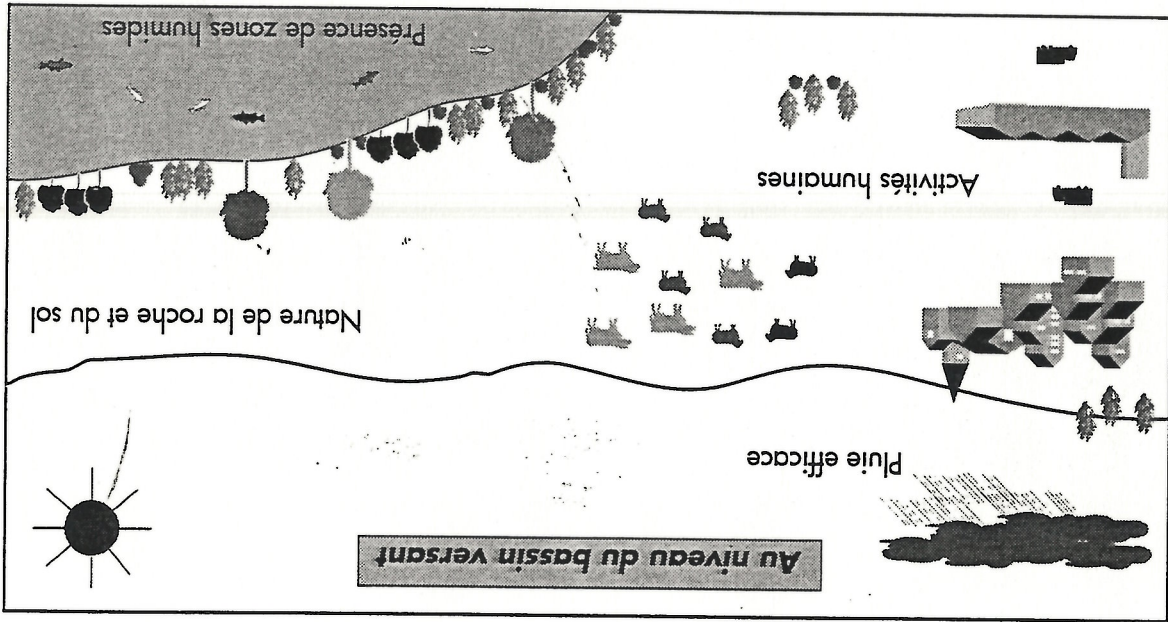 Au niveau du bassin versant
Pluie efficace
Nature de la roche et du sol
Activités humaines
Présence de zones humides